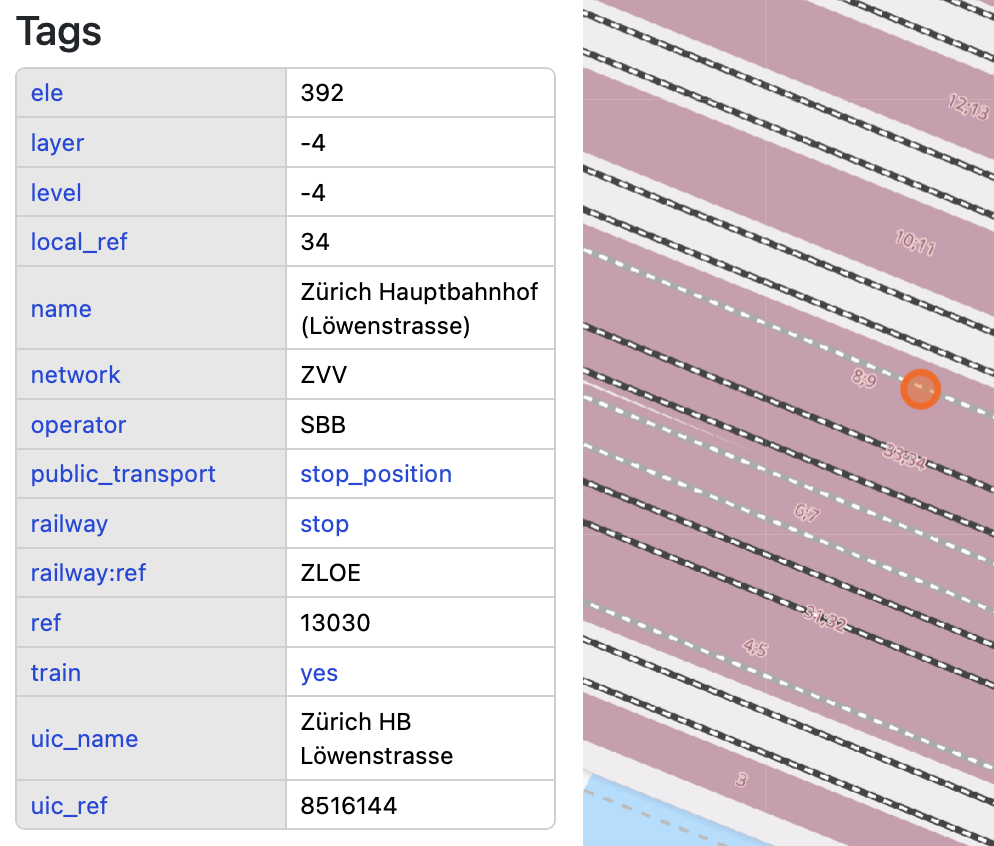 Tags
ele 392
layer -4
level -4
local_ref 34
name Zürich Hauptbahnhof
(Löwenstrasse)
network ZVV
operator SBB
public_transport stop_position
railway stop
railway:ref ZLOE
ref 13030
train yes
uic_name Zürich HB
Löwenstrasse
uic_ref 8516144
12;13
10;11
8;9
33;34
6;7
31;32
4;5
3